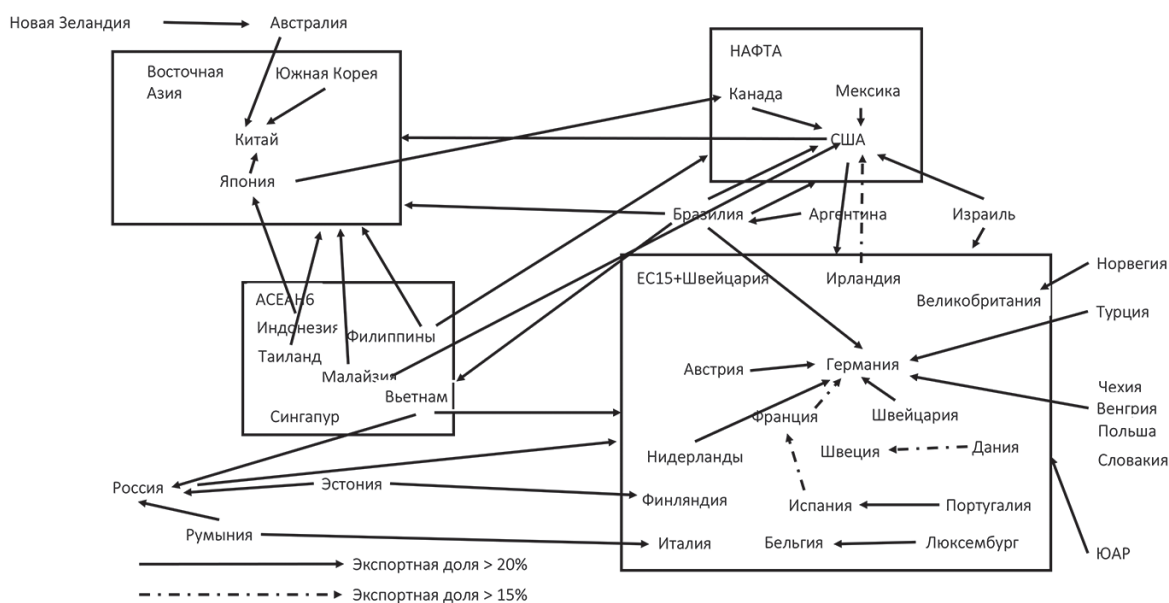 Новая Зеландия
Австралия
НАФТА
Восточная
Азия
Южная Корея
Канада
Мексика
Китай
США
Япония
Бразилия
Аргентина
Израиль
Норвегия
ЕС15+Швейцария
Ирландия
Великобритания
АСЕАН6
Индонезия
Филиппины
Турция
Таиланд
Малайзия
Австрия
Германия
Вьетнам
Чехия
Сингапур
Франция
Швейцария
Венгрия
Польша
Нидерланды
Швеция
Дания
Словакия
Россия
Эстония
Финляндия
Испания
Португалия
Румыния
Италия
Бельгия
Люксембург
ЮАР
Экспортная доля > 20%
Экспортная доля > 15%